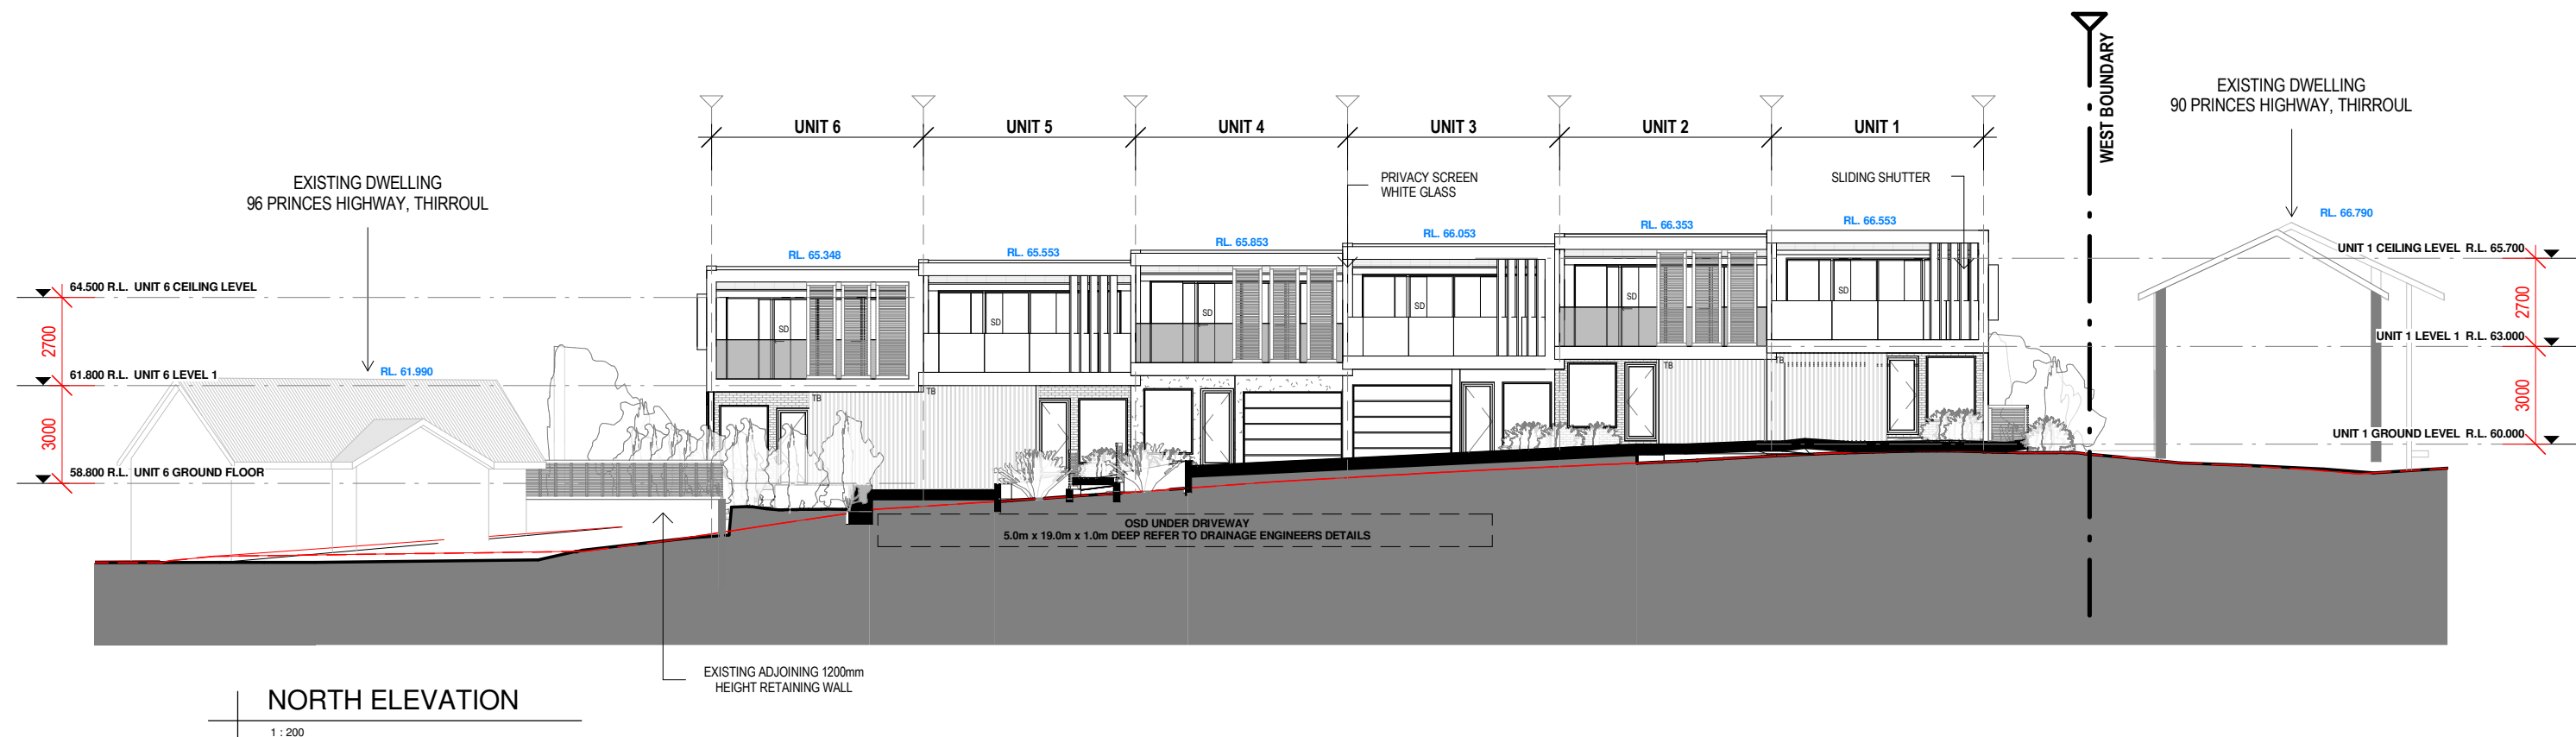 WEST BOUNDARY
EXISTING DWELLING
90 PRINCES HIGHWAY, THIRROUL
UNIT 6
UNIT 5
UNIT 4
UNIT 3
UNIT 2
UNIT 1
EXISTING DWELLING
96 PRINCES HIGHWAY, THIRROUL
PRIVACY SCREEN
WHITE GLASS
SLIDING SHUTTER
RL. 65.348
RL. 65.553
RL. 65.853
RL. 66.053
RL. 66.353
RL. 66.553
RL. 66.790
UNIT 1 CEILING LEVEL R.L. 65.700
64.500 R.L. UNIT 6 CEILING LEVEL
2700
2700
SD
SD
SD
SD
SD
SD
UNIT 1 LEVEL 1 R.L. 63.000
61.800 R.L. UNIT 6 LEVEL 1
RL. 61.990
TB
TB
TB
TB
3000
3000
UNIT 1 GROUND LEVEL R.L. 60.000
58.800 R.L. UNIT 6 GROUND FLOOR
OSD UNDER DRIVEWAY
5.0m x 19.0m x 1.0m DEEP REFER TO DRAINAGE ENGINEERS DETAILS
EXISTING ADJOINING 1200mm
HEIGHT RETAINING WALL
NORTH ELEVATION
1 : 200